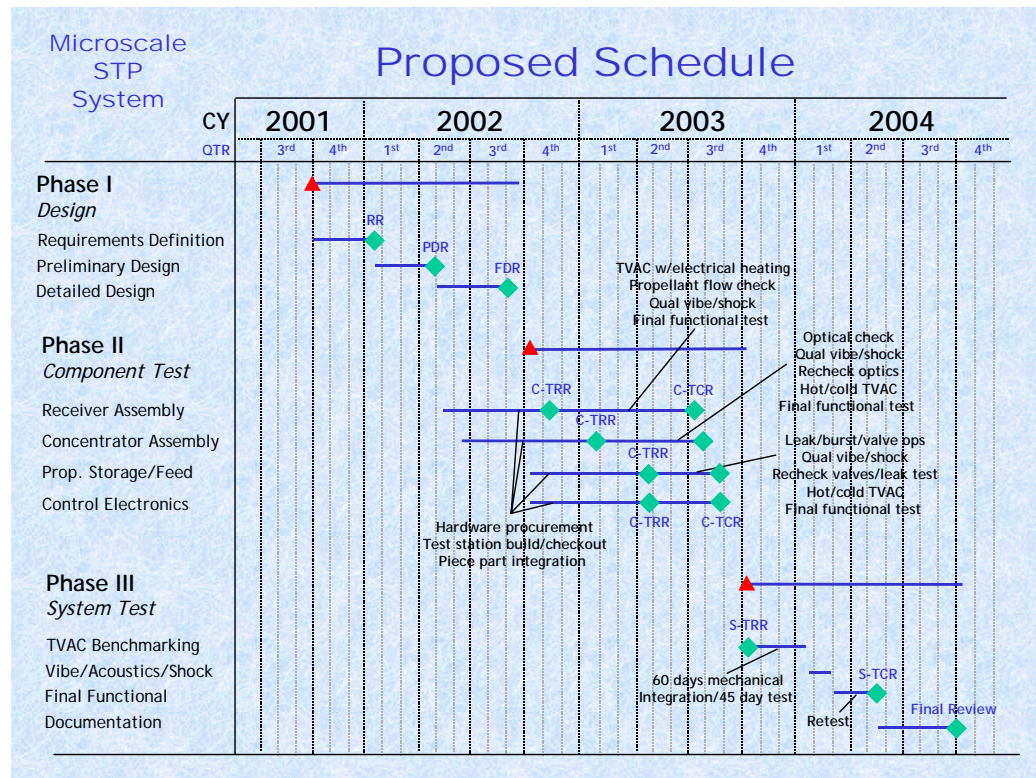 Microscale
STP
System
Proposed Schedule
CY 2001 2002 2003 2004
QTR 3rd 4th 1st 2nd 3rd 4th 1st 2nd 3rd 4th 1st 2nd 3rd 4th
Phase I
Design
RR
Requirements Definition
PDR
Preliminary Design
FDR
Detailed Design
TVAC w/electrical heating
Propellant flow check
Qual vibe/shock
Final functional test
Phase II
Component Test
Optical check
Qual vibe/shock
Recheck optics
Hot/cold TVAC
Final functional test
C-TRR C-TCR
Receiver Assembly
C-TRR
Concentrator Assembly
Leak/burst/valve ops
Qual vibe/shock
Recheck valves/leak test
Hot/cold TVAC
Final functional test
C-TRR
Prop. Storage/Feed
Control Electronics
C-TRR C-TCR
Hardware procurement
Test station build/checkout
Piece part integration
Phase III
System Test
S-TRR
TVAC Benchmarking
Vibe/Acoustics/Shock
S-TCR
60 days mechanical
Integration/45 day test
Final Functional
Retest
Final Review
Documentation